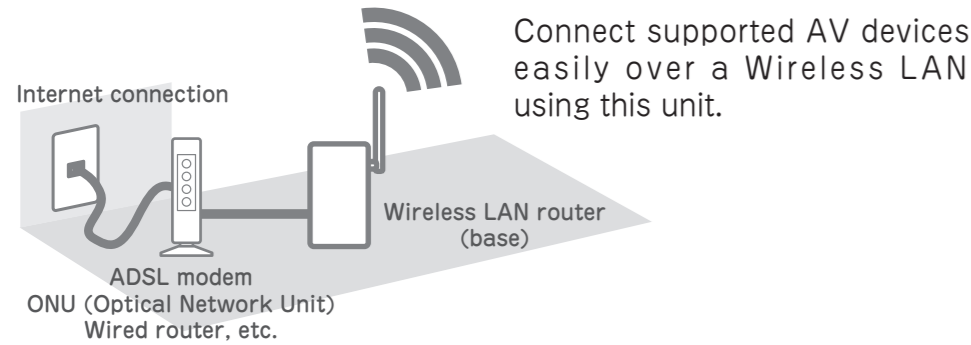 Connect supported AV devices
easily over a Wireless LAN
using this unit.
Internet connection
Wireless LAN router
(base)
ADSL modem
ONU (Optical Network Unit)
Wired router, etc.